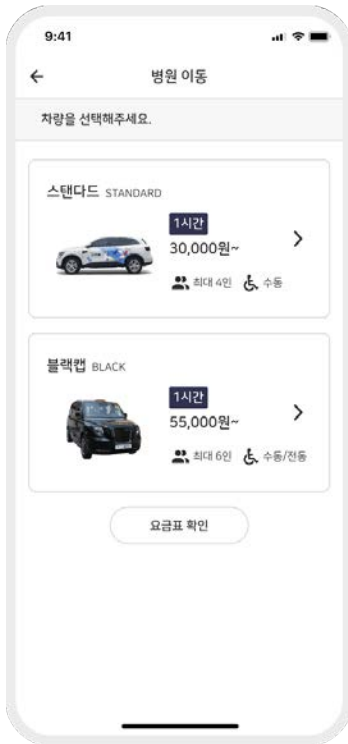 9:41
병원 이동
차량을 선택해주세요.
스탠다드 STANDARD
1시간
30,000원~
최대 4인 수동
블랙캡 BLACK
1시간
55,000원~
최대 6인 수동/전동
요금표 확인